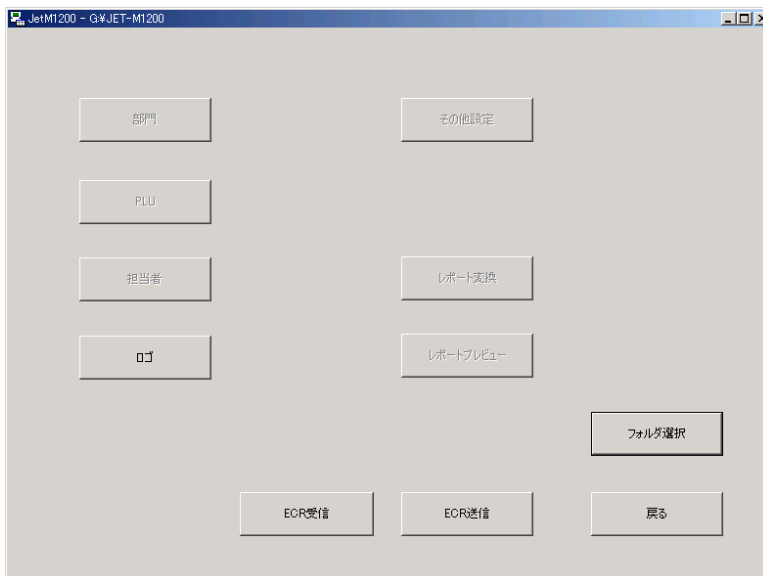 JetM1200 - G:¥JET-M1200
部門
その他設定
PLU
担当者
レポート変換
ロゴ
レポートプレビュー
フォルダ選択
ECR受信
ECR送信
戻る